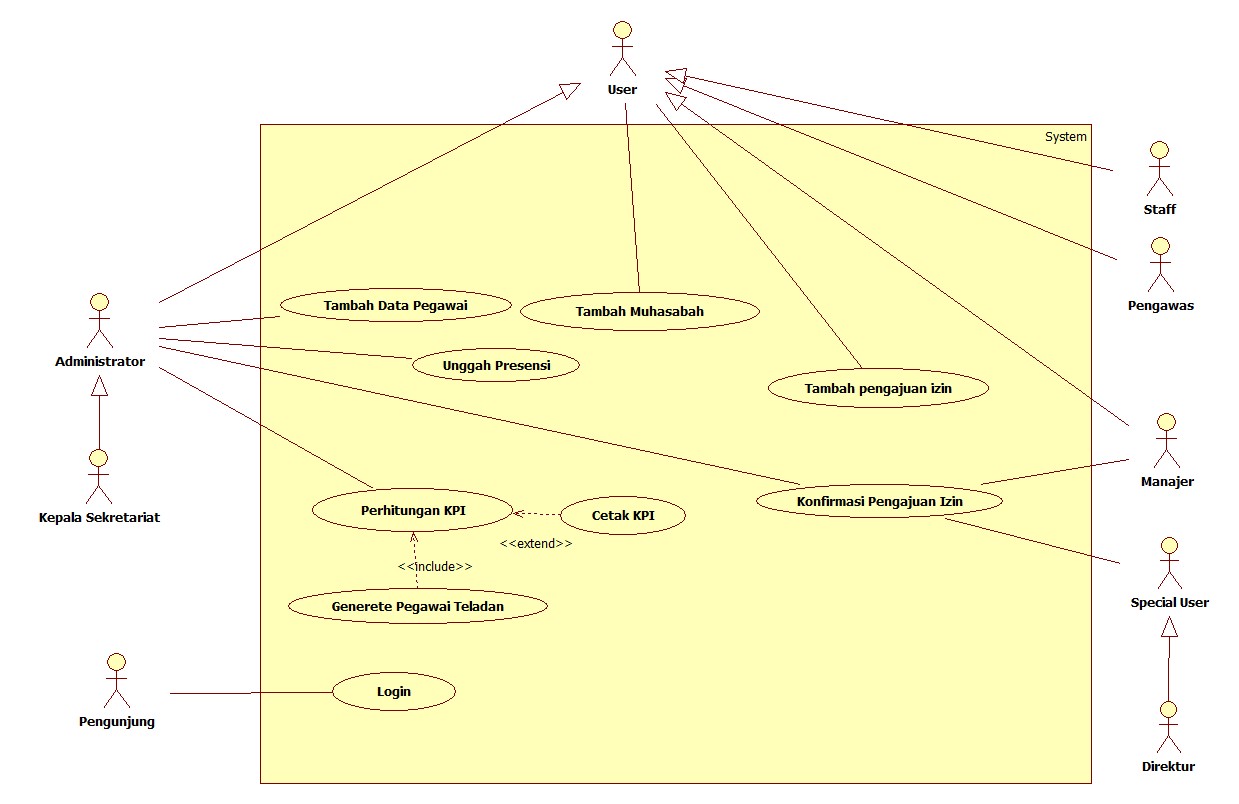 User
System
Staff
Pengawas
Tambah Data Pegawai
Tambah Muhasabah
Administrator
Unggah Presensi
Tambah pengajuan izin
Manajer
Konfirmasi Pengajuan Izin
Kepala Sekretariat
Perhitungan KPI
Cetak KPI
<<extend>>
<<include>>
Special User
Generete Pegawai Teladan
Login
Pengunjung
Direktur